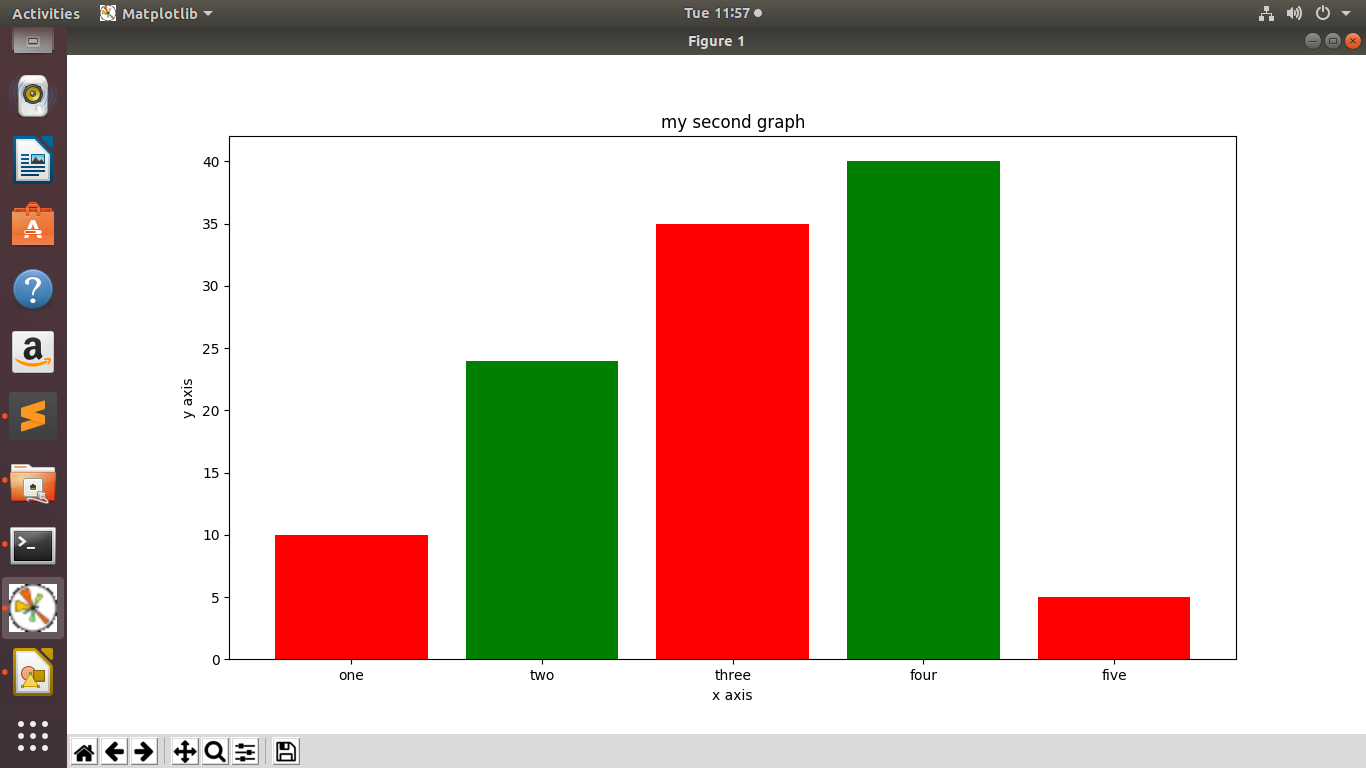 Activities
Matplotlib
Tue 11:57
Figure 1
my second graph
40
35
30
25
20
15
10
5
0
y axis
one two three four five
x axis